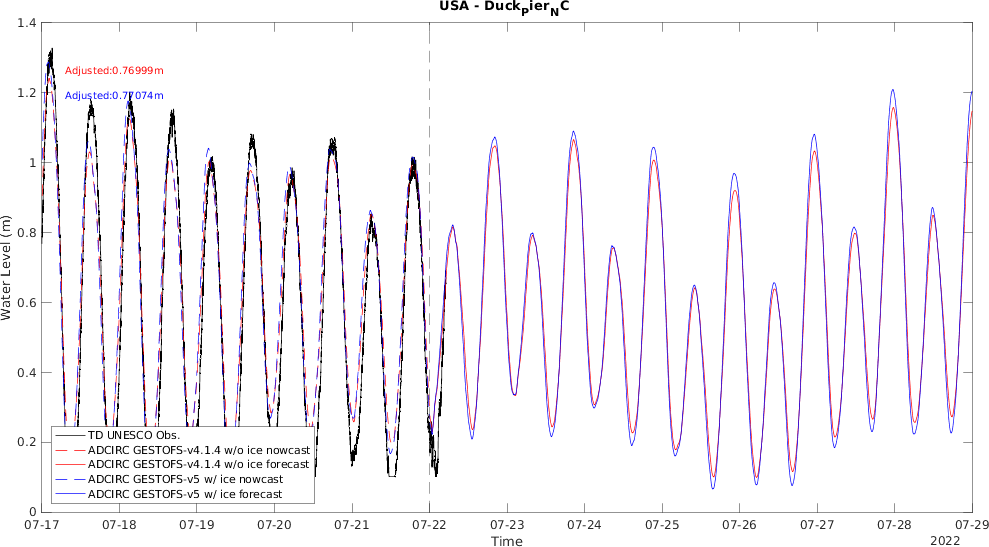 USA - Duck_Pier_NC
1.4
1.2
1
0.8
0.6
0.4
0.2
0
Water Level (m)
Adjusted:0.76999m
Adjusted:0.77074m
TD UNESCO Obs.
ADCIRC GESTOFS-v4.1.4 w/o ice nowcast
ADCIRC GESTOFS-v4.1.4 w/o ice forecast
ADCIRC GESTOFS-v5 w/ ice nowcast
ADCIRC GESTOFS-v5 w/ ice forecast
07-17 07-18 07-19 07-20 07-21 07-22 07-23 07-24 07-25 07-26 07-27 07-28 07-29
Time
2022